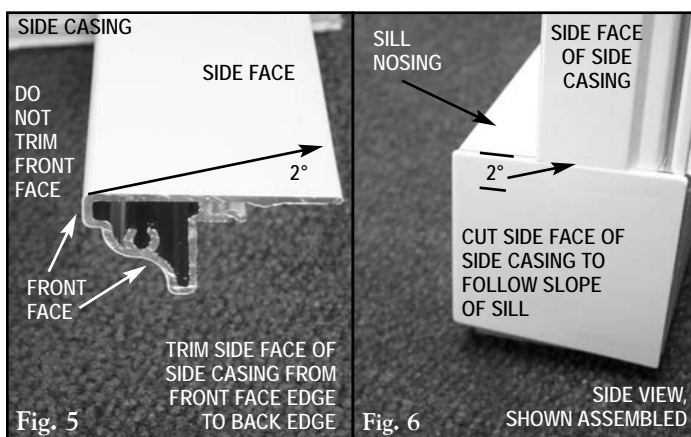 SIDE CASING
SIDE FACE
DO
NOT
TRIM
FRONT
FACE
2°
FRONT
FACE
TRIM SIDE FACE OF
SIDE CASING FROM
FRONT FACE EDGE
TO BACK EDGE
Fig. 5
SILL
NOSING
SIDE FACE
OF SIDE
CASING
2°
CUT SIDE FACE OF
SIDE CASING TO
FOLLOW SLOPE
OF SILL
SIDE VIEW,
SHOWN ASSEMBLED
Fig. 6